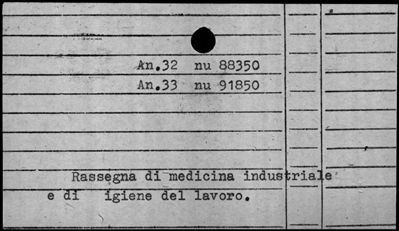 An.32 nu 88350
An.33 nu 91850
Rassegna di medicina industriale
e di igiene del lavoro.